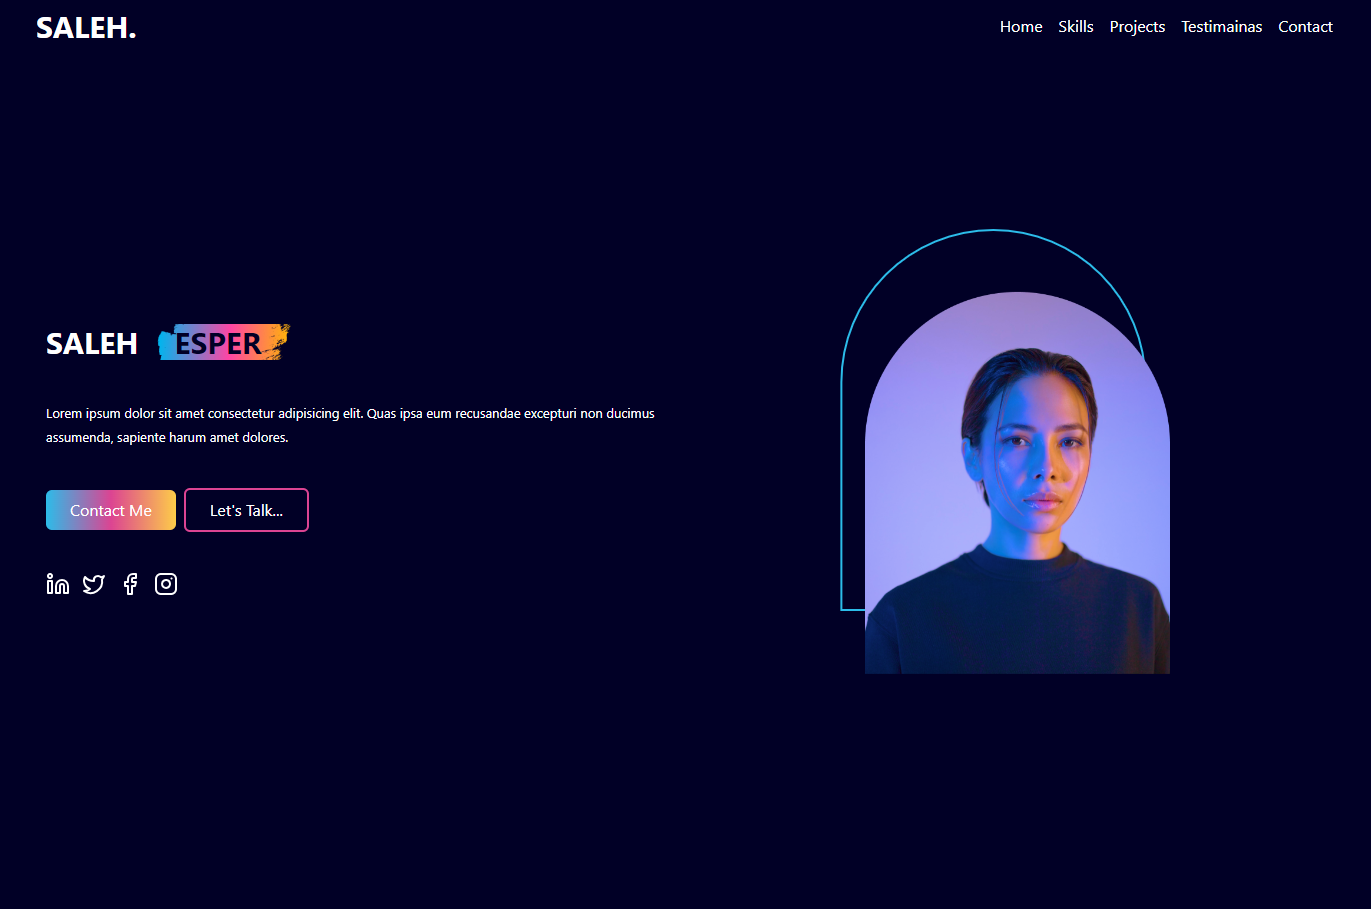 SALEH.
Home Skills Projects Testimainas Contact
SALEH ESPER
Lorem ipsum dolor sit amet consectetur adipisicing elit. Quas ipsa eum recusandae excepturi non ducimus
assumenda, sapiente harum amet dolores.
Contact Me Let's Talk...